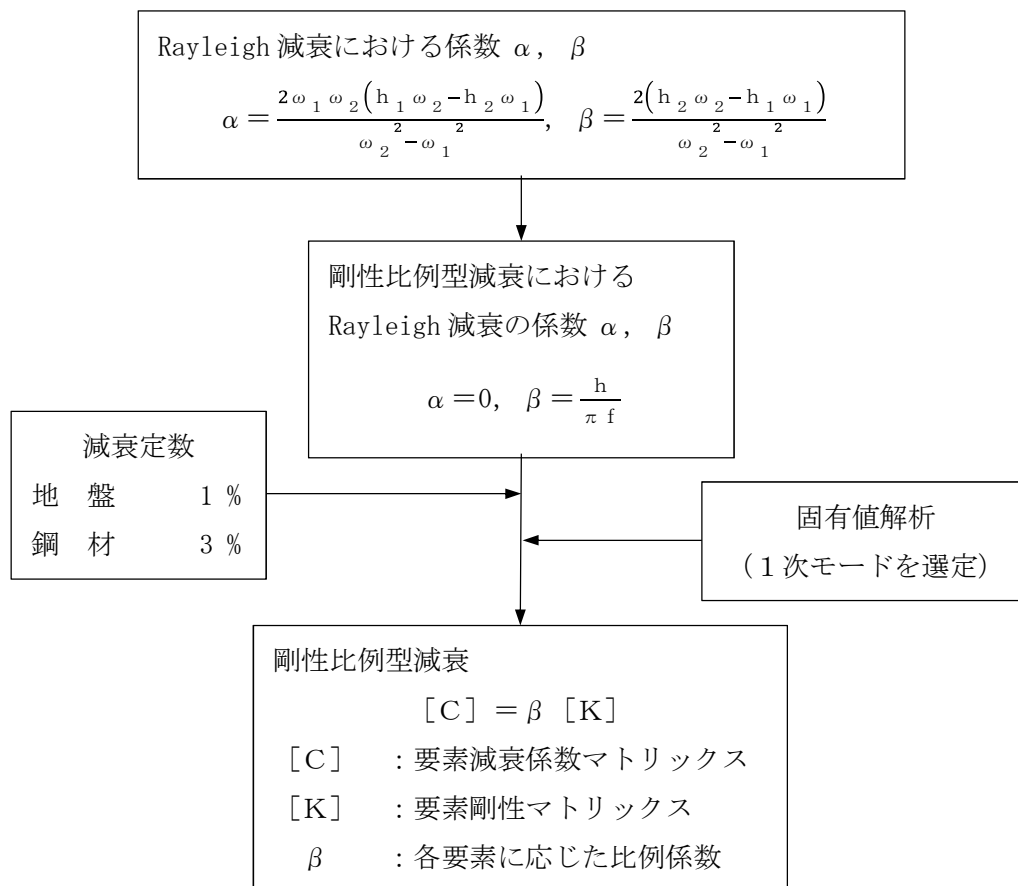 Rayleigh 減衰における係数 α, β
α=2ω₁ω₂(h₁ω₂-h₂ω₁)/(ω₂²-ω₁²), β=2(h₂ω₂-h₁ω₁)/(ω₂²-ω₁²)
剛性比例型減衰における
Rayleigh 減衰の係数 α, β
α=0, β=h/(πf)
減衰定数
地 盤 1 %
鋼 材 3 %
固有値解析
(1次モードを選定)
剛性比例型減衰
[C]=β [K]
[C] :要素減衰係数マトリックス
[K] :要素剛性マトリックス
β :各要素に応じた比例係数